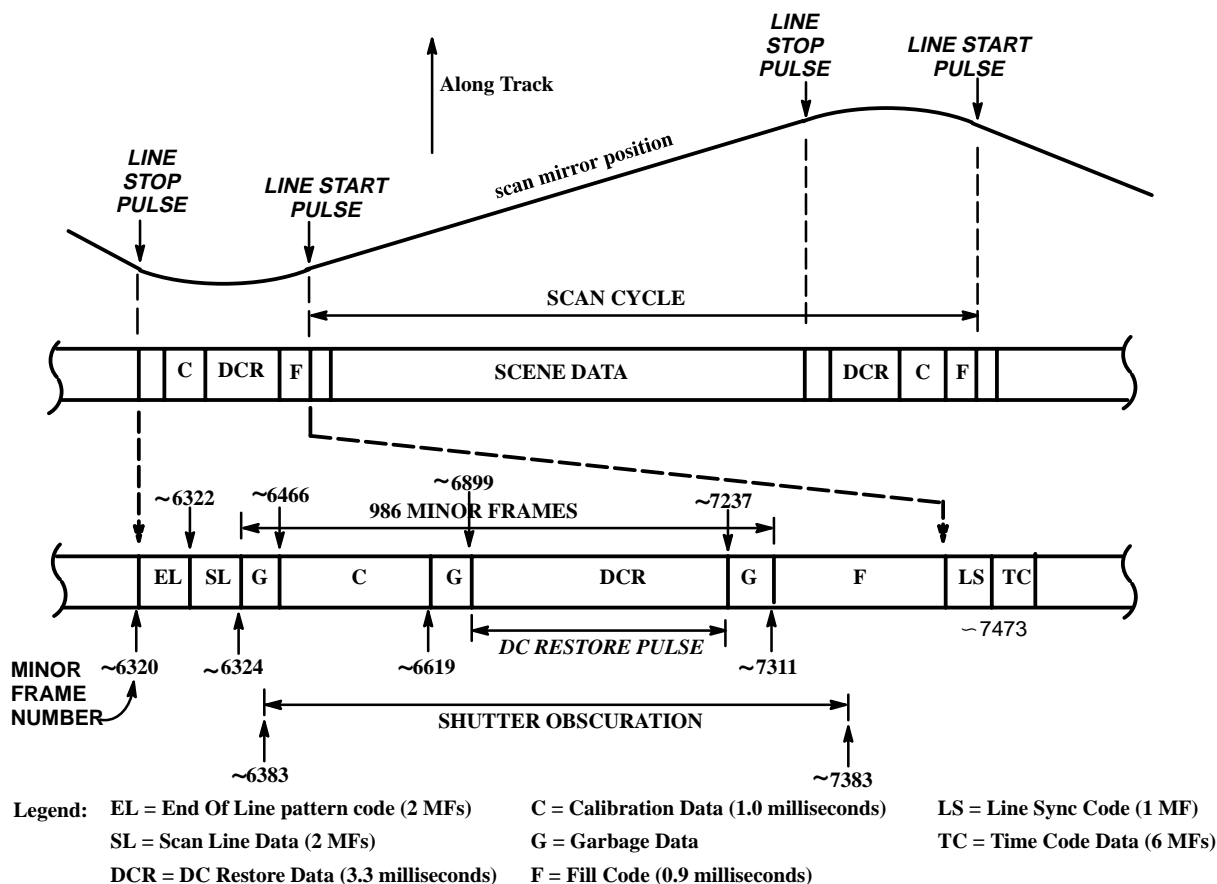 LINE
STOP
PULSE
LINE START
PULSE
Along Track
LINE
STOP
PULSE
LINE START
PULSE
scan mirror position
SCAN CYCLE
C DCR F SCENE DATA DCR C F
~6322 ~6466 ~6899 ~7237
986 MINOR FRAMES
EL SL G C G DCR G F LS TC
~7473
DC RESTORE PULSE
MINOR
FRAME
NUMBER
~6320 ~6324 ~6619 ~7311
SHUTTER OBSCURATION
~6383 ~7383
Legend: EL = End Of Line pattern code (2 MFs) C = Calibration Data (1.0 milliseconds) LS = Line Sync Code (1 MF)
SL = Scan Line Data (2 MFs) G = Garbage Data TC = Time Code Data (6 MFs)
DCR = DC Restore Data (3.3 milliseconds) F = Fill Code (0.9 milliseconds)